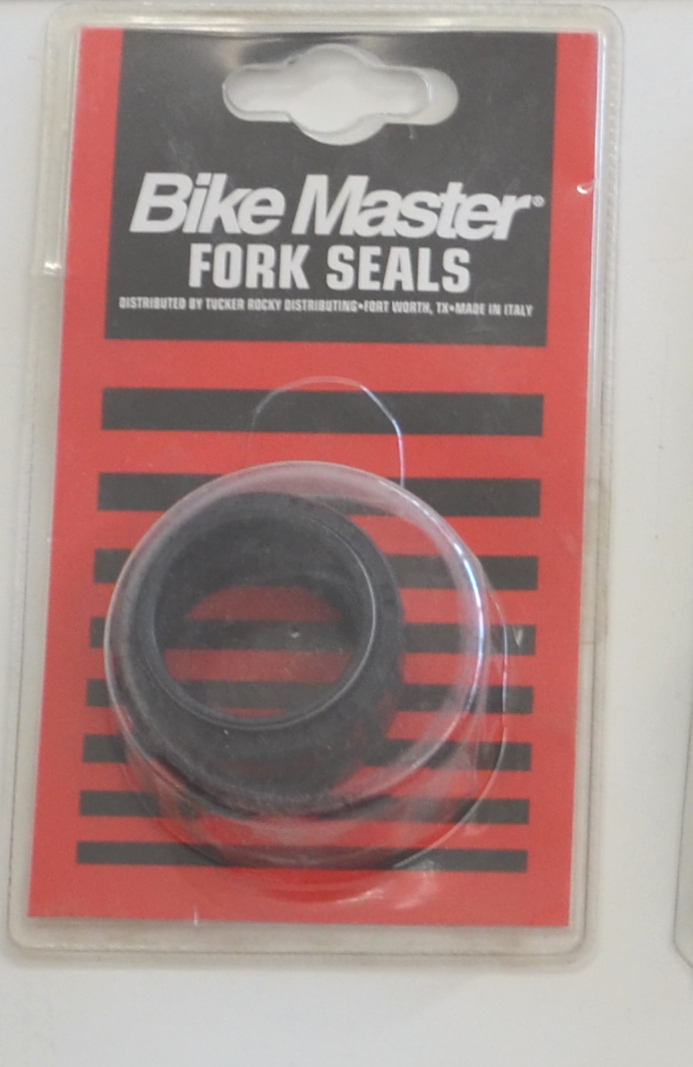 Bike Master®
FORK SEALS
DISTRIBUTED BY TUCKER ROCKY DISTRIBUTING•FORT WORTH, TX•MADE IN ITALY